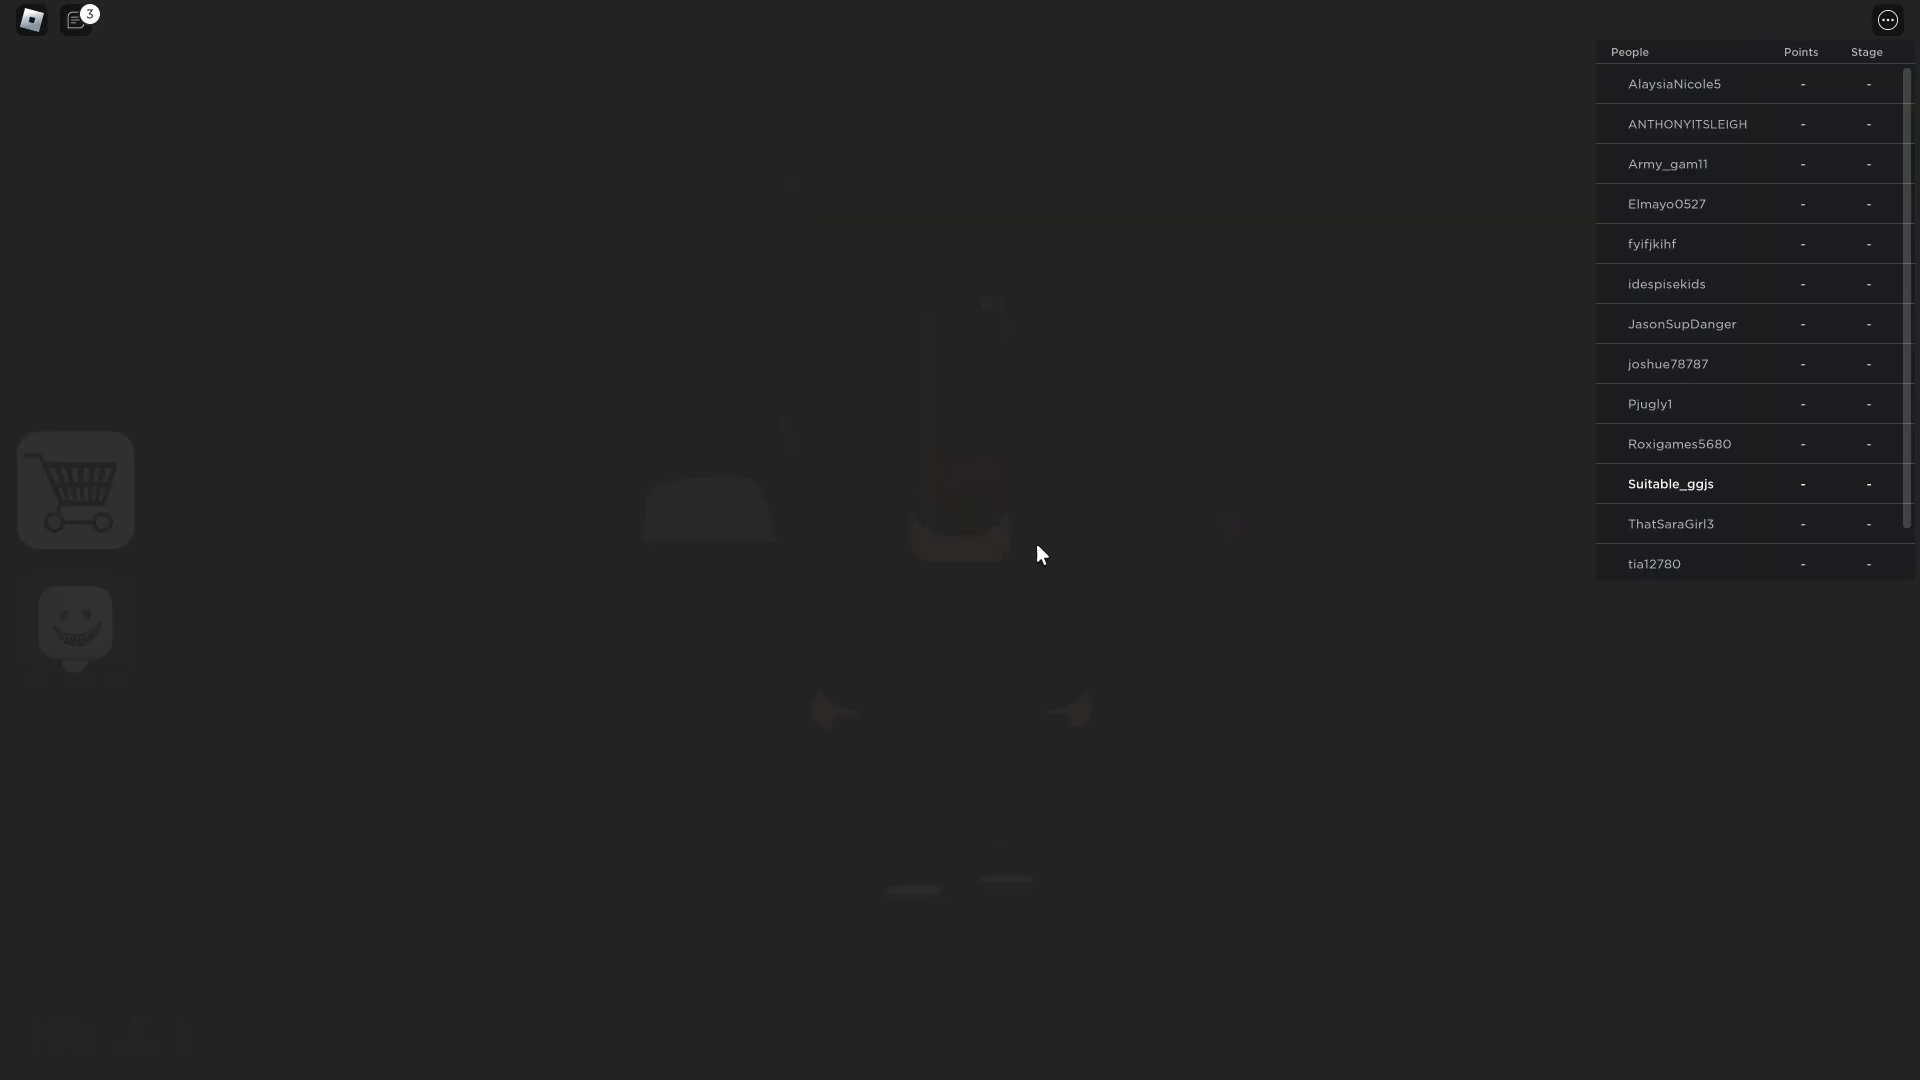 3
People Points Stage
AlaysiaNicole5 - -
ANTHONYITSLEIGH - -
Army_gam11 - -
Elmayo0527 - -
fyifjkihf - -
idespisekids - -
JasonSupDanger - -
joshue78787 - -
Pjugly1 - -
Roxigames5680 - -
Suitable_ggjs - -
ThatSaraGirl3 - -
tia12780 - -